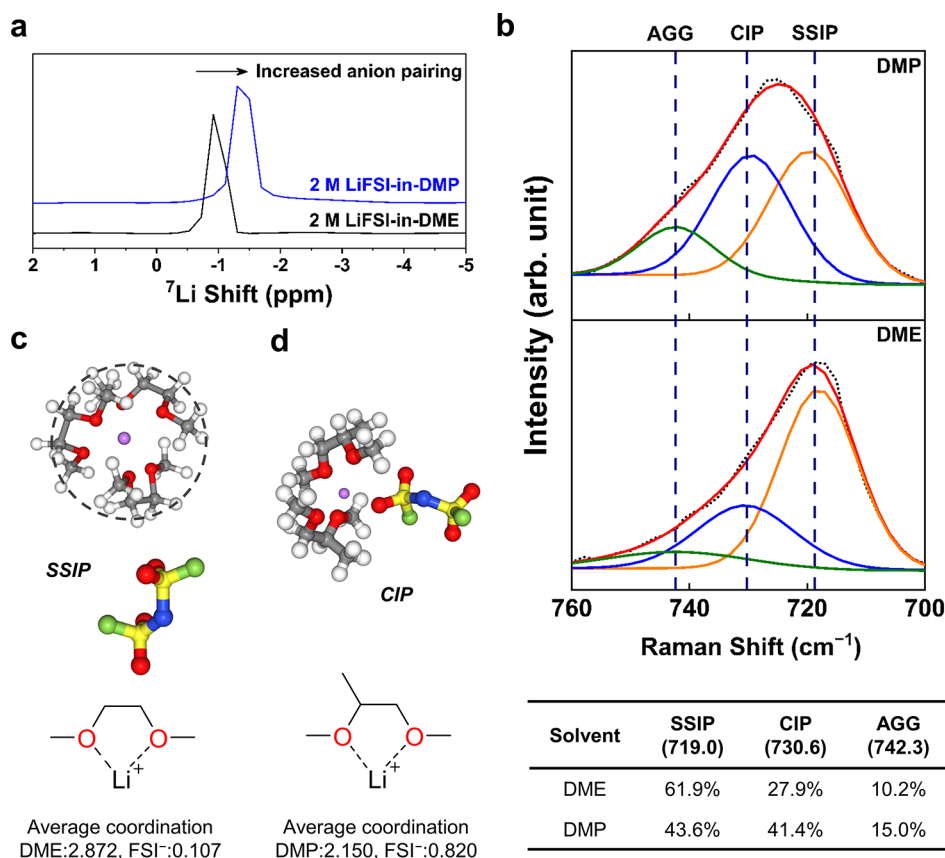 a
Increased anion pairing
2 M LiFSI-in-DMP
2 M LiFSI-in-DME
2 1 0 -1 -2 -3 -4 -5
⁷Li Shift (ppm)
b
AGG CIP SSIP
DMP
DME
Intensity (arb. unit)
760 740 720 700
Raman Shift (cm⁻¹)
c
SSIP
O O
Li⁺
Average coordination
DME:2.872, FSI⁻:0.107
d
CIP
O O
Li⁺
Average coordination
DMP:2.150, FSI⁻:0.820
Solvent SSIP (719.0) CIP (730.6) AGG (742.3)
DME 61.9% 27.9% 10.2%
DMP 43.6% 41.4% 15.0%